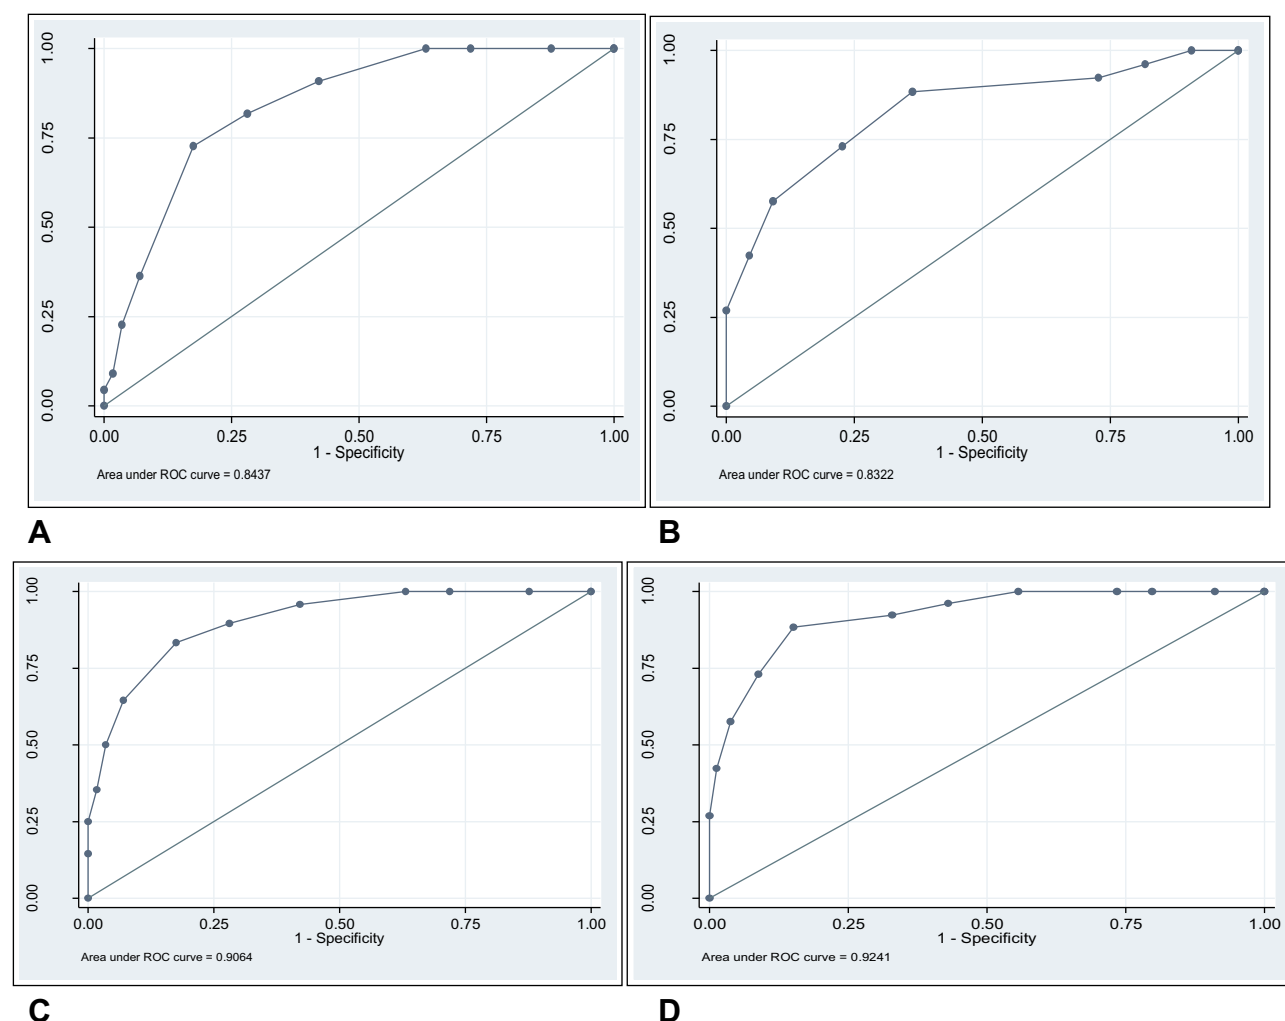 1.00
0.75
0.50
0.25
0.00
0.00 0.25 0.50 0.75 1.00
1 - Specificity
Area under ROC curve = 0.8437
A
1.00
0.75
0.50
0.25
0.00
0.00 0.25 0.50 0.75 1.00
1 - Specificity
Area under ROC curve = 0.8322
B
1.00
0.75
0.50
0.25
0.00
0.00 0.25 0.50 0.75 1.00
1 - Specificity
Area under ROC curve = 0.9064
C
1.00
0.75
0.50
0.25
0.00
0.00 0.25 0.50 0.75 1.00
1 - Specificity
Area under ROC curve = 0.9241
D